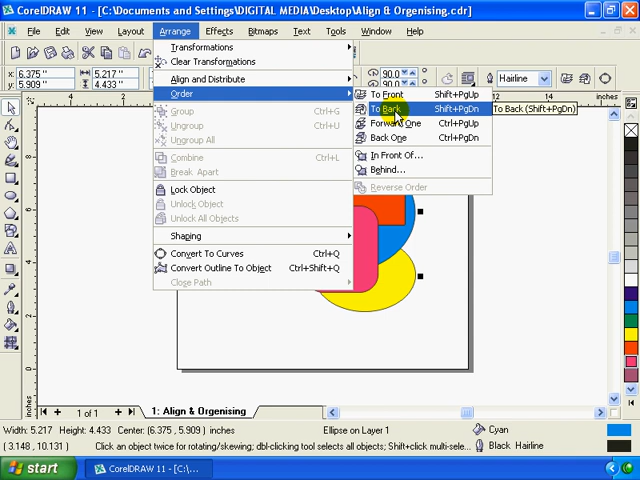 CorelDRAW 11 - [C:\Documents and Settings\DIGITAL MEDIA\Desktop\Align & Orgenising.cdr]
File Edit View Layout Arrange Effects Bitmaps Text Tools Window Help
x: 6.375 " 5.217 " 90.0 Hairline
y: 5.909 " 4.433 " 90.0
Transformations
Clear Transformations
Align and Distribute
Order
Group Ctrl+G
Ungroup Ctrl+U
Ungroup All
Combine Ctrl+L
Break Apart
Lock Object
Unlock Object
Unlock All Objects
Shaping
Convert To Curves Ctrl+Q
Convert Outline To Object Ctrl+Shift+Q
Close Path
To Front Shift+PgUp
To Back Shift+PgDn
To Back (Shift+PgDn)
Forward One Ctrl+PgUp
Back One Ctrl+PgDn
In Front Of...
Behind...
Reverse Order
12
2
inches
8
6
4
2
0
inches
1 of 1
1: Align & Orgenising
Width: 5.217 Height: 4.433 Center: (6.375, 5.909) inches Ellipse on Layer 1 Cyan
(3.148, 10.131) Click an object twice for rotating/skewing; dbl-clicking tool selects all objects; Shift+click multi-sele... Black Hairline
start CorelDRAW 11 - [C:\...